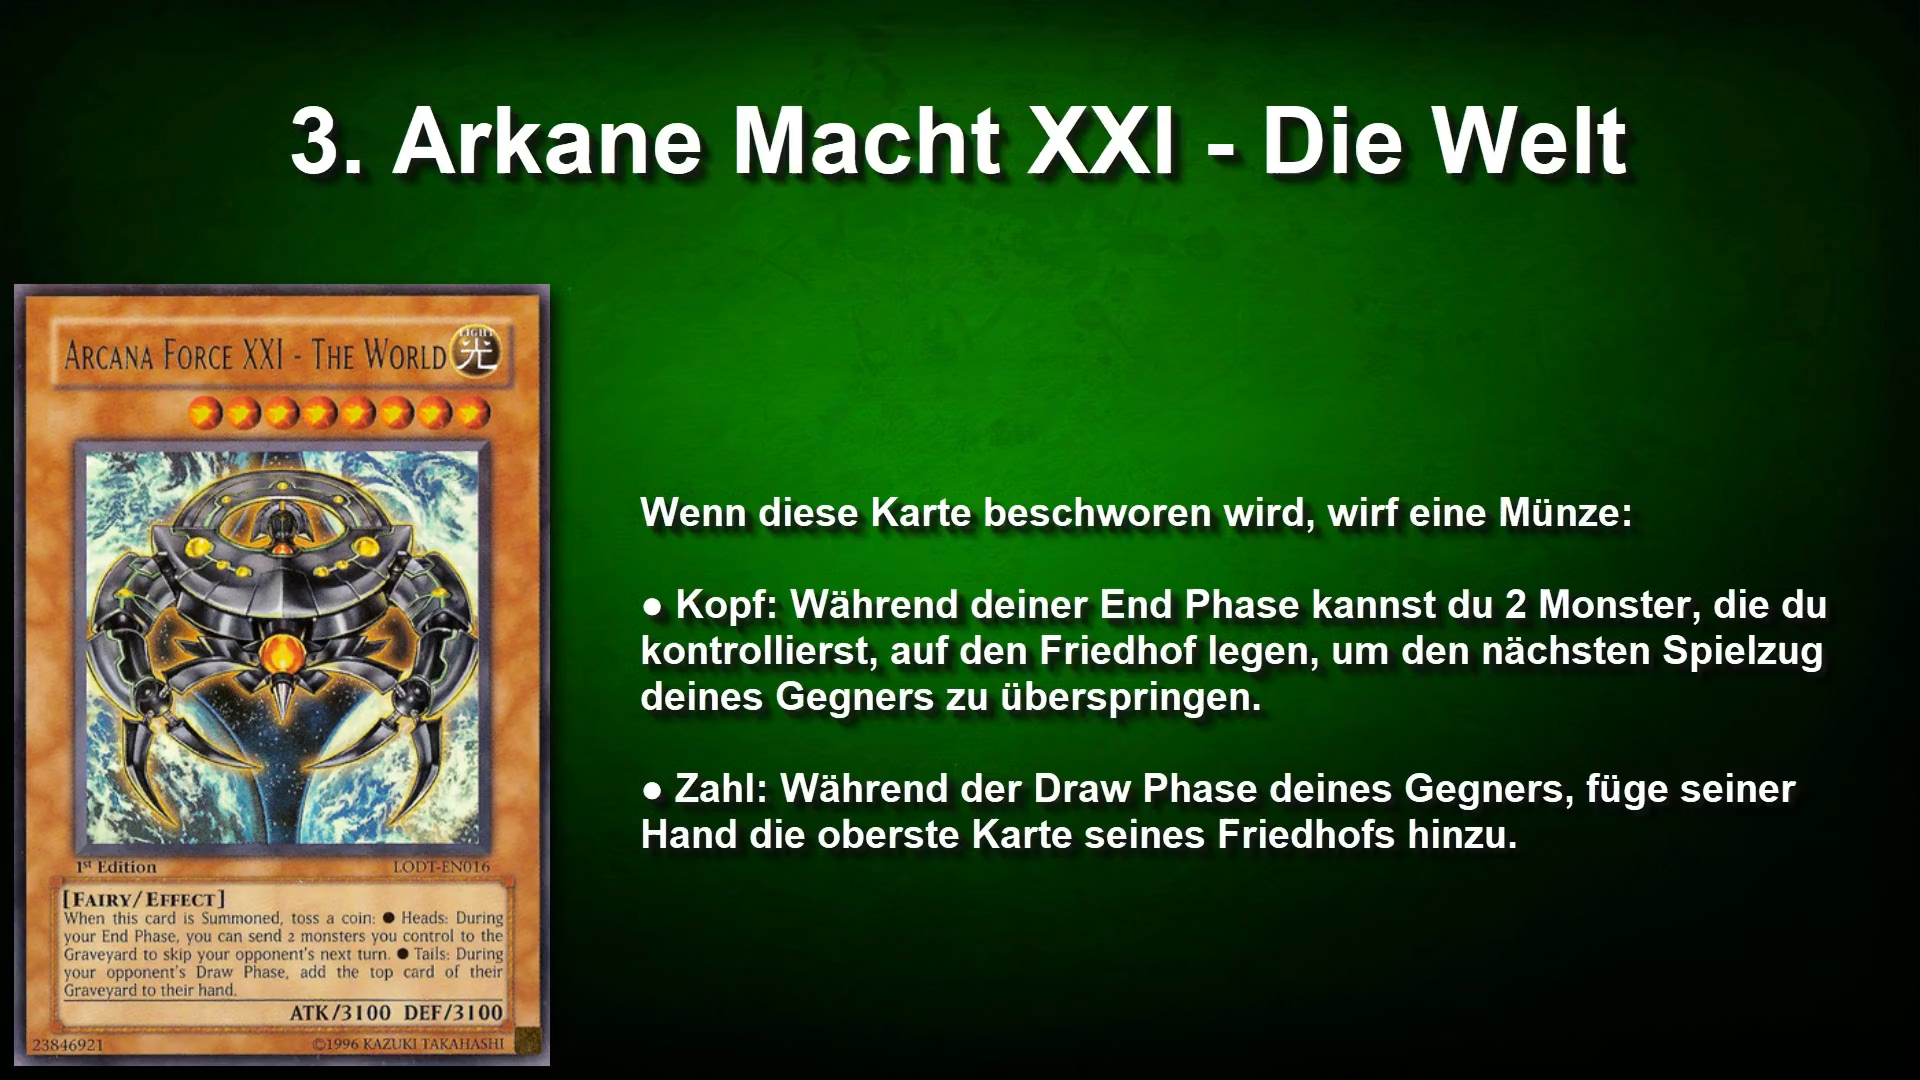 3. Arkane Macht XXI - Die Welt
ARCANA FORCE XXI - THE WORLD
LIGHT
光
1st Edition
LODT-EN016
[FAIRY/EFFECT]
When this card is Summoned, toss a coin: ● Heads: During
your End Phase, you can send 2 monsters you control to the
Graveyard to skip your opponent's next turn. ● Tails: During
your opponent's Draw Phase, add the top card of their
Graveyard to their hand.
ATK/3100 DEF/3100
23846921
©1996 KAZUKI TAKAHASHI
Wenn diese Karte beschworen wird, wirf eine Münze:
● Kopf: Während deiner End Phase kannst du 2 Monster, die du
kontrollierst, auf den Friedhof legen, um den nächsten Spielzug
deines Gegners zu überspringen.
● Zahl: Während der Draw Phase deines Gegners, füge seiner
Hand die oberste Karte seines Friedhofs hinzu.